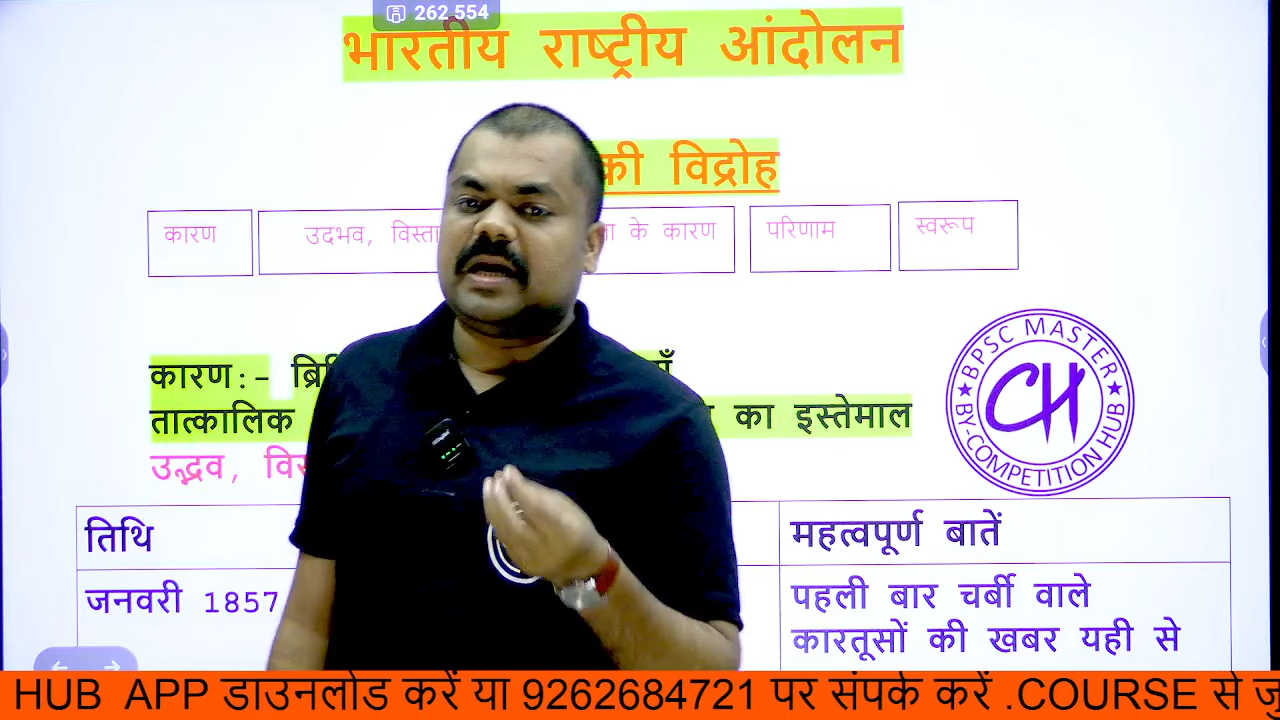 262 554
भारतीय राष्ट्रीय आंदोलन
की विद्रोह
कारण
उदभव, विस्ता
के कारण
परिणाम
स्वरूप
कारण:-
तात्कालिक का इस्तेमाल
उद्भव,
BPSC MASTER
CH
BY-COMPETITION HUB
तिथि
महत्वपूर्ण बातें
जनवरी 1857
पहली बार चर्बी वाले
कारतूसों की खबर यही से
HUB APP डाउनलोड करें या 9262684721 पर संपर्क करें .COURSE से